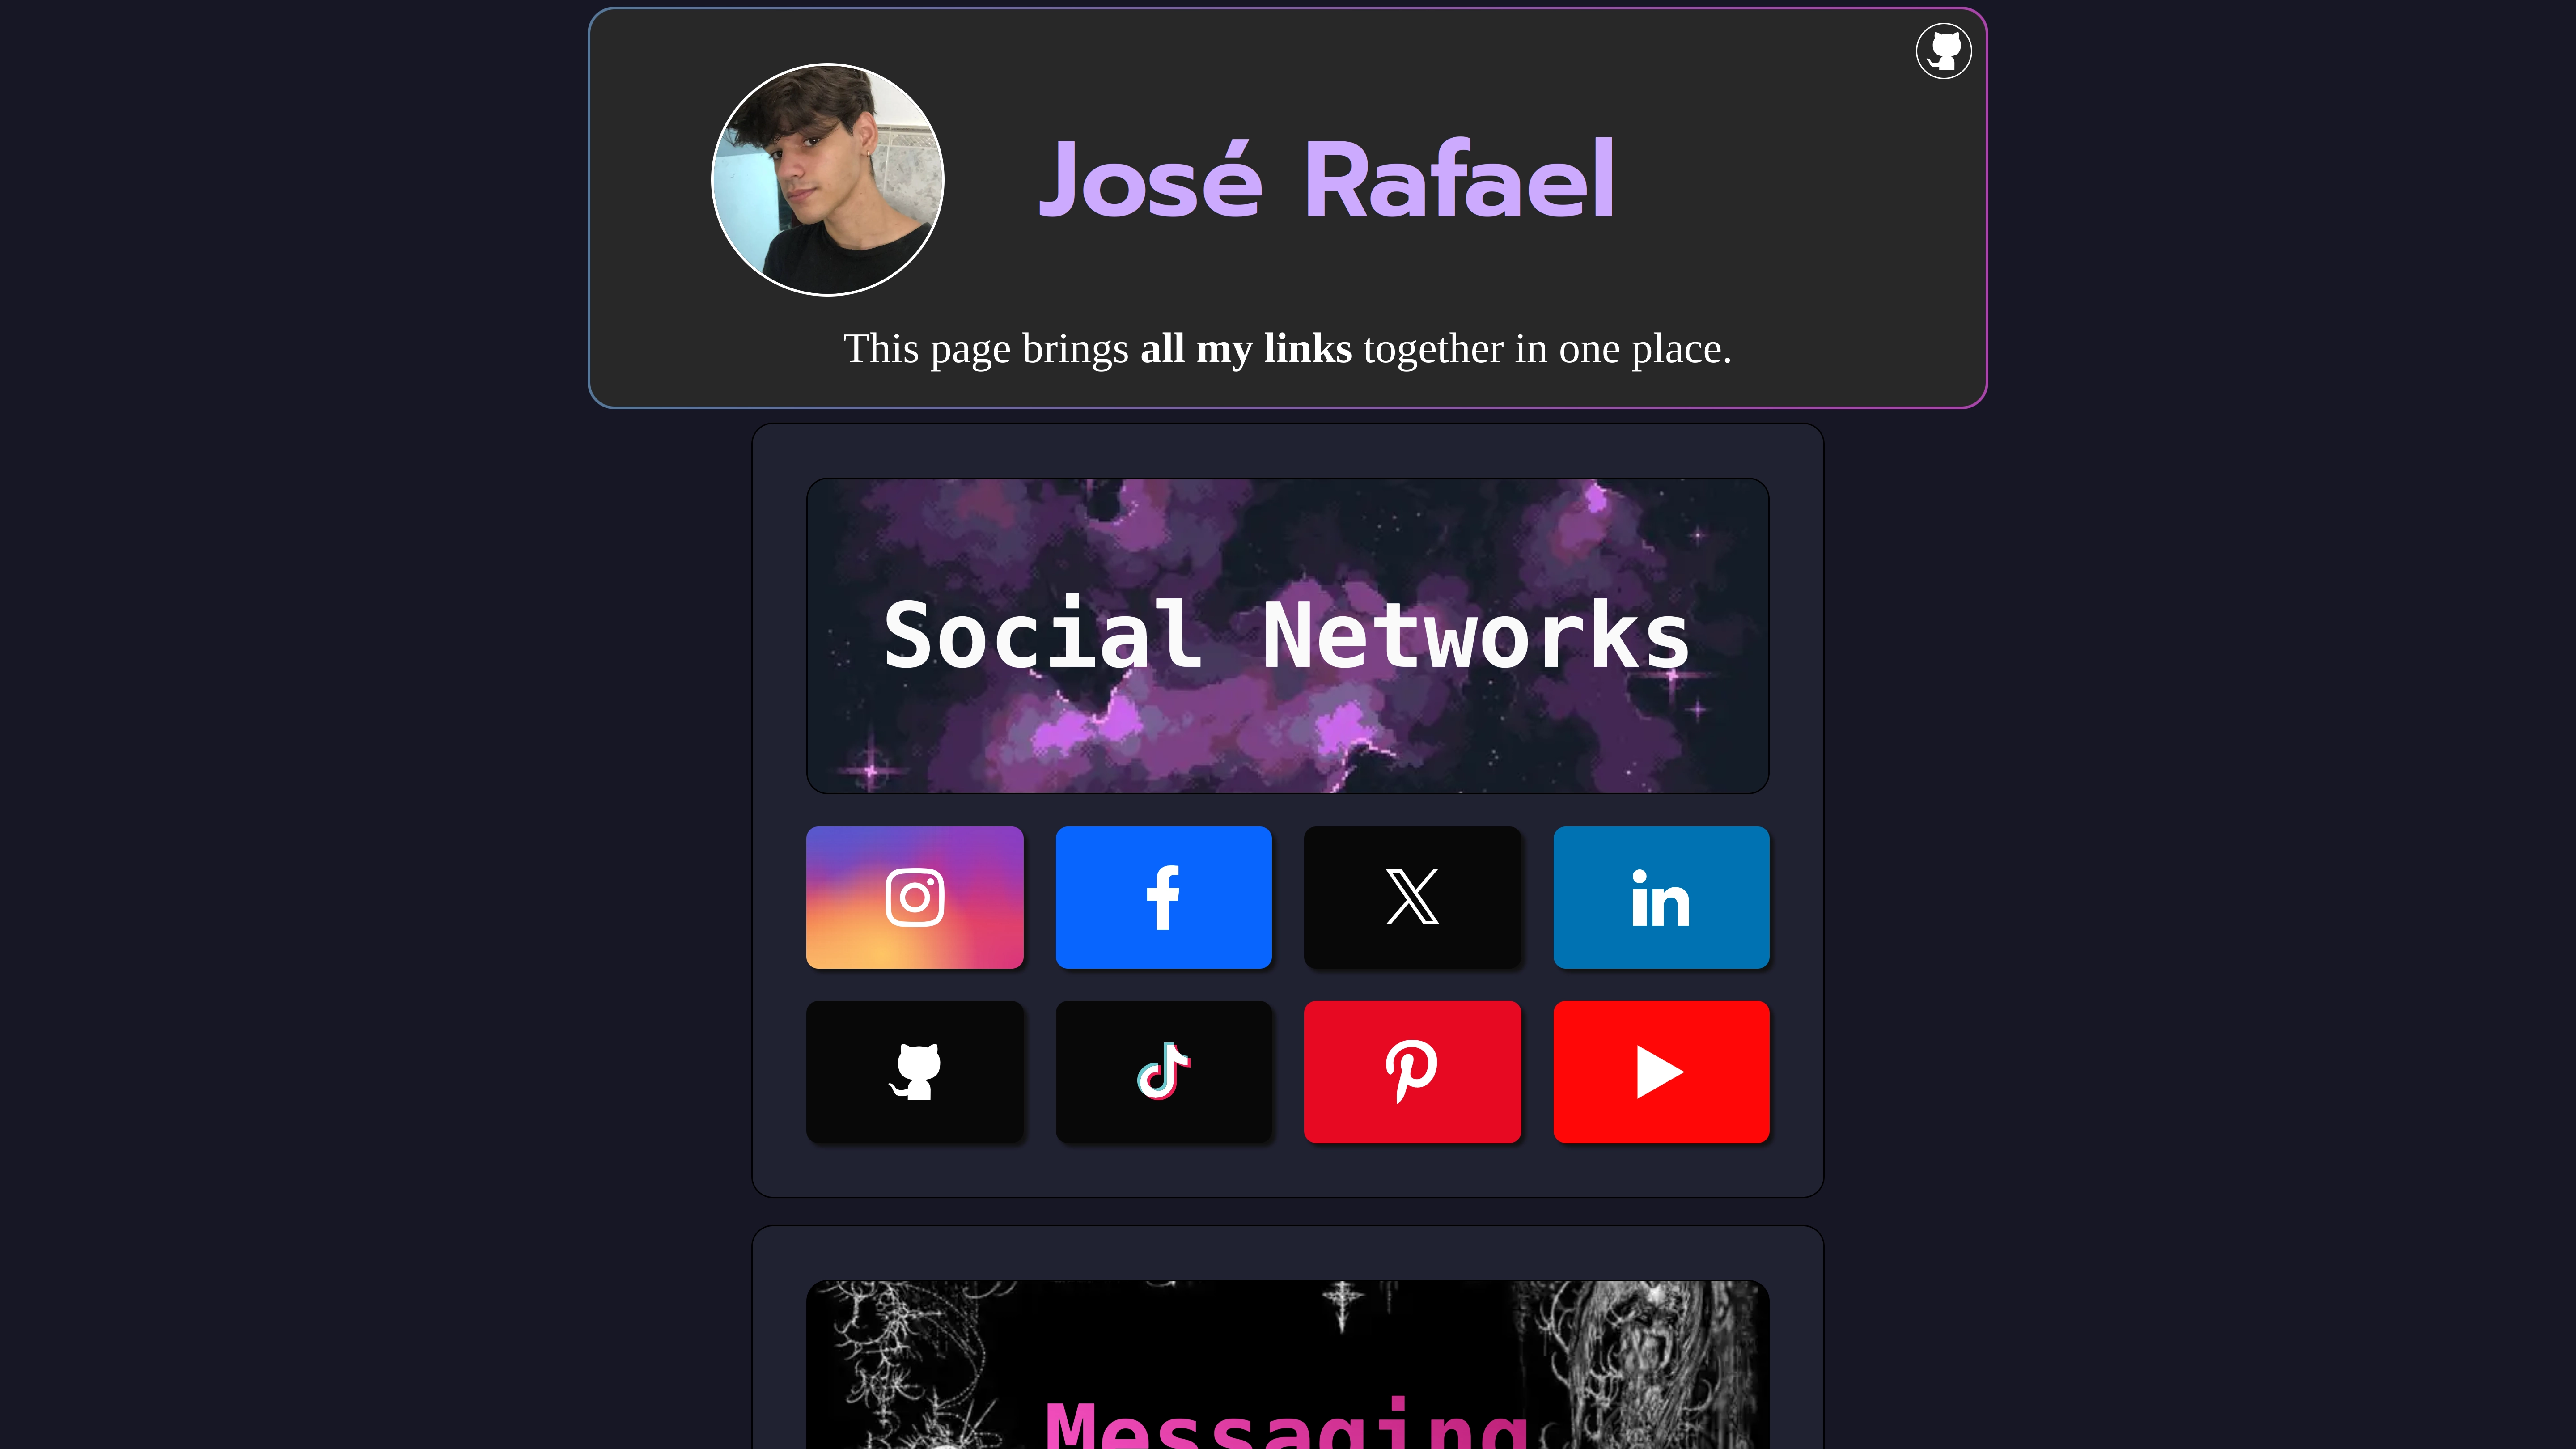 José Rafael
This page brings all my links together in one place.
Social Networks
Messaging